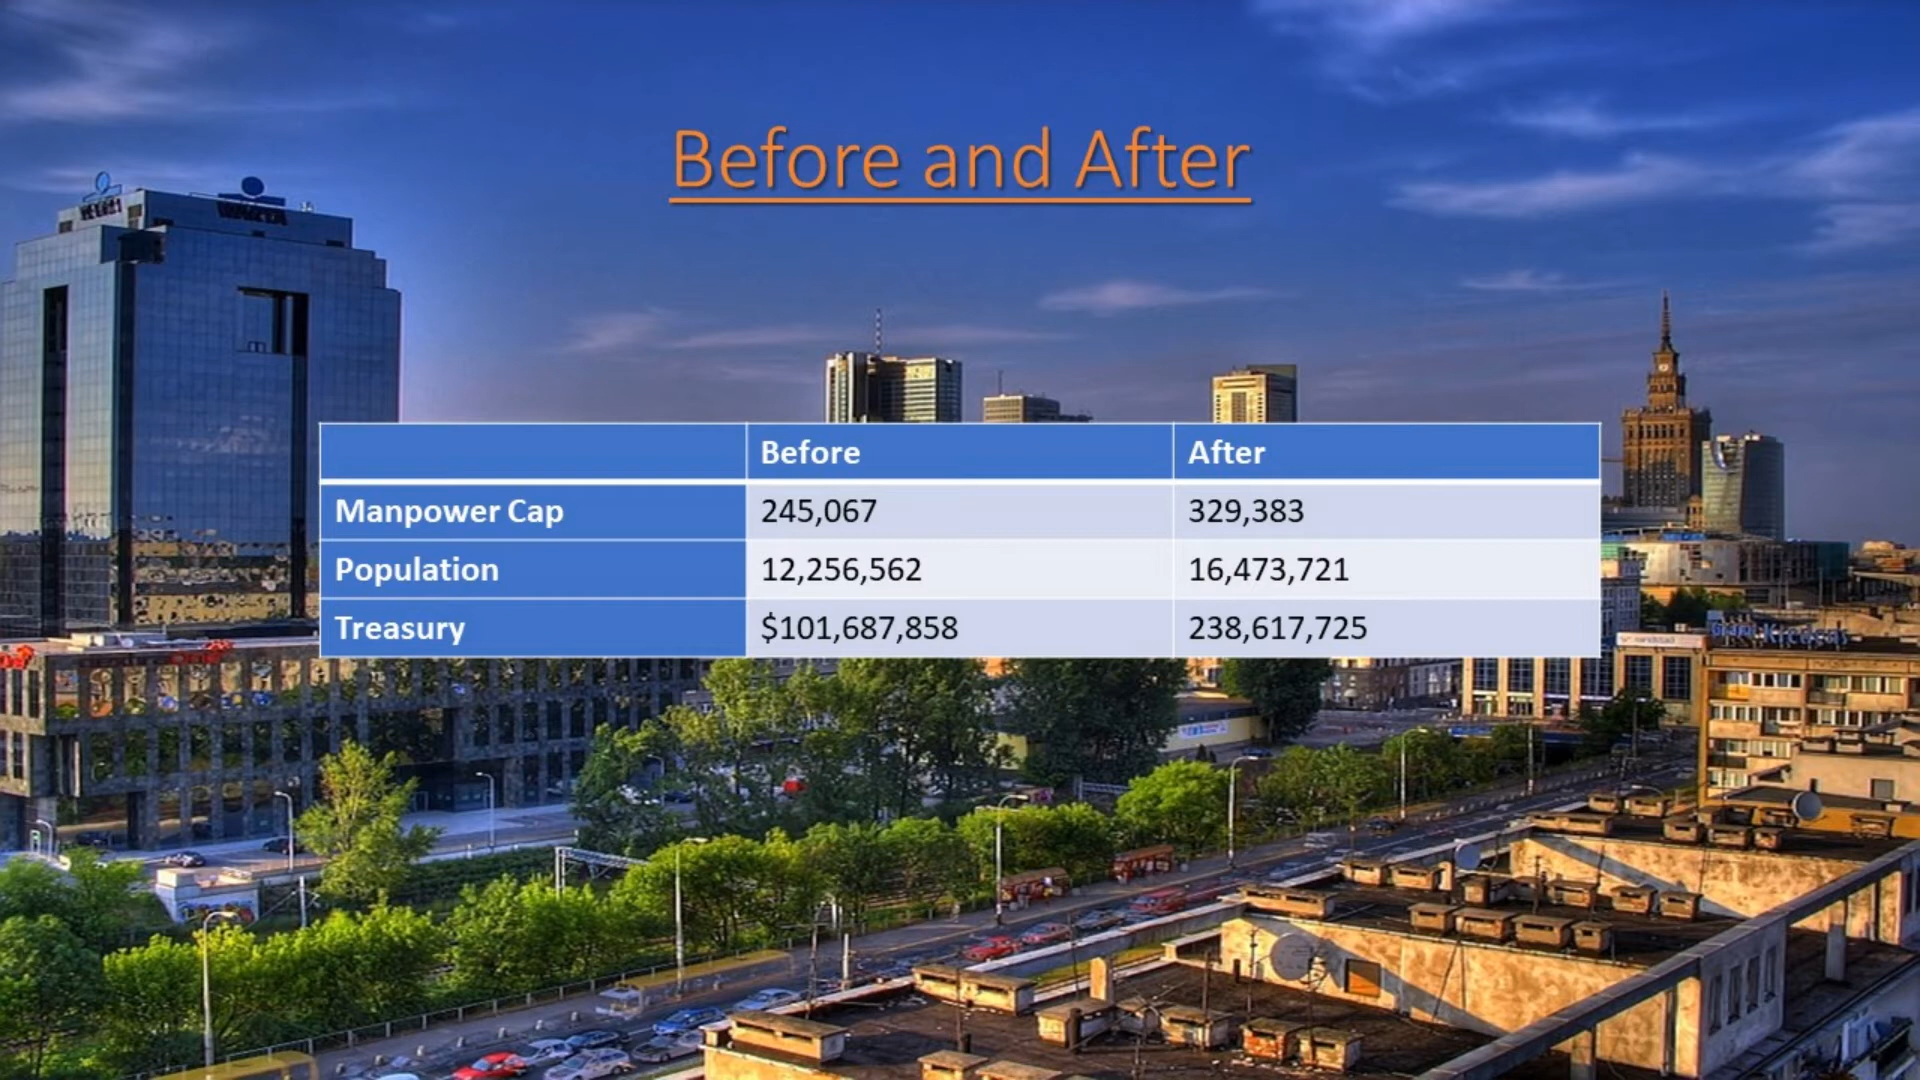 Before and After
Before After
Manpower Cap 245,067 329,383
Population 12,256,562 16,473,721
Treasury $101,687,858 238,617,725
WARTA